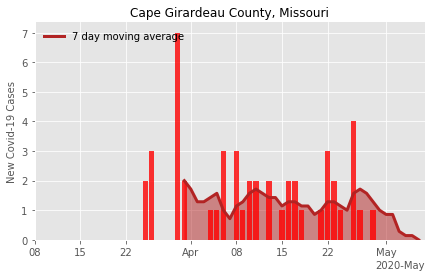 Cape Girardeau County, Missouri
7 day moving average
New Covid-19 Cases
7
6
5
4
3
2
1
0
08 15 22 Apr 08 15 22 May
2020-May